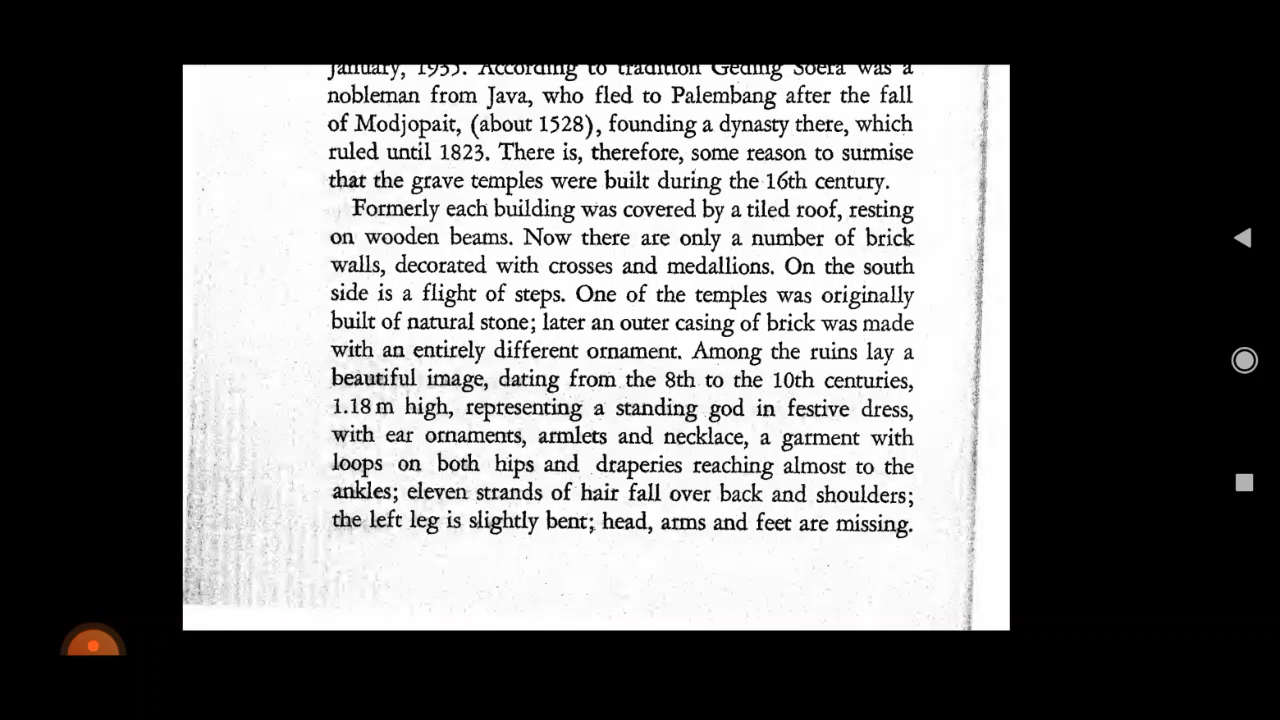 January, 1935. According to tradition Geding Soera was a
nobleman from Java, who fled to Palembang after the fall
of Modjopait, (about 1528), founding a dynasty there, which
ruled until 1823. There is, therefore, some reason to surmise
that the grave temples were built during the 16th century.
Formerly each building was covered by a tiled roof, resting
on wooden beams. Now there are only a number of brick
walls, decorated with crosses and medallions. On the south
side is a flight of steps. One of the temples was originally
built of natural stone; later an outer casing of brick was made
with an entirely different ornament. Among the ruins lay a
beautiful image, dating from the 8th to the 10th centuries,
1.18 m high, representing a standing god in festive dress,
with ear ornaments, armlets and necklace, a garment with
loops on both hips and draperies reaching almost to the
ankles; eleven strands of hair fall over back and shoulders;
the left leg is slightly bent; head, arms and feet are missing.